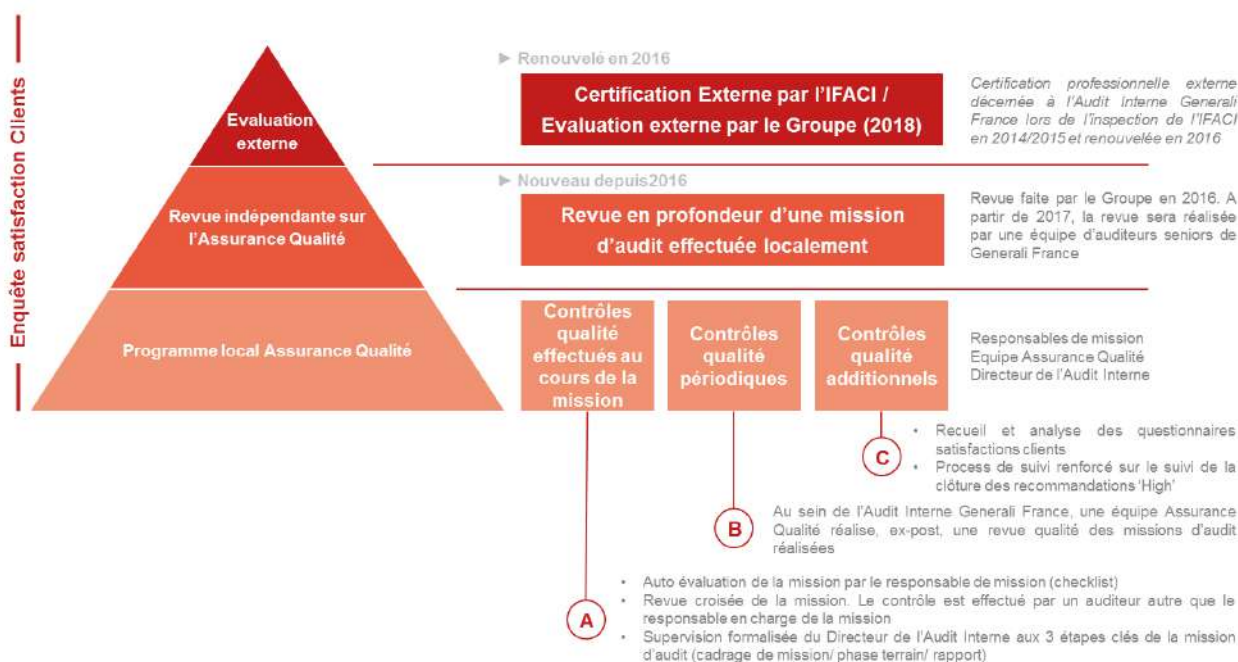 Enquête satisfaction Clients
Evaluation
externe
Revue indépendante sur
l'Assurance Qualité
Programme local Assurance Qualité
► Renouvelé en 2016
Certification Externe par l'IFACI /
Evaluation externe par le Groupe (2018)
Certification professionnelle externe
décernée à l'Audit Interne Generali
France lors de l'inspection de l'IFACI
en 2014/2015 et renouvelée en 2016
► Nouveau depuis2016
Revue en profondeur d'une mission
d'audit effectuée localement
Revue faite par le Groupe en 2016. A
partir de 2017, la revue sera réalisée
par une équipe d'auditeurs seniors de
Generali France
Contrôles
qualité
effectués au
cours de la
mission
Contrôles
qualité
périodiques
Contrôles
qualité
additionnels
Responsables de mission
Equipe Assurance Qualité
Directeur de l'Audit Interne
C
• Recueil et analyse des questionnaires
satisfactions clients
• Process de suivi renforcé sur le suivi de la
clôture des recommandations 'High'
B
Au sein de l'Audit Interne Generali France, une équipe Assurance
Qualité réalise, ex-post, une revue qualité des missions d'audit
réalisées
A
• Auto évaluation de la mission par le responsable de mission (checklist)
• Revue croisée de la mission. Le contrôle est effectué par un auditeur autre que le
responsable en charge de la mission
• Supervision formalisée du Directeur de l'Audit Interne aux 3 étapes clés de la mission
d'audit (cadrage de mission/ phase terrain/ rapport)